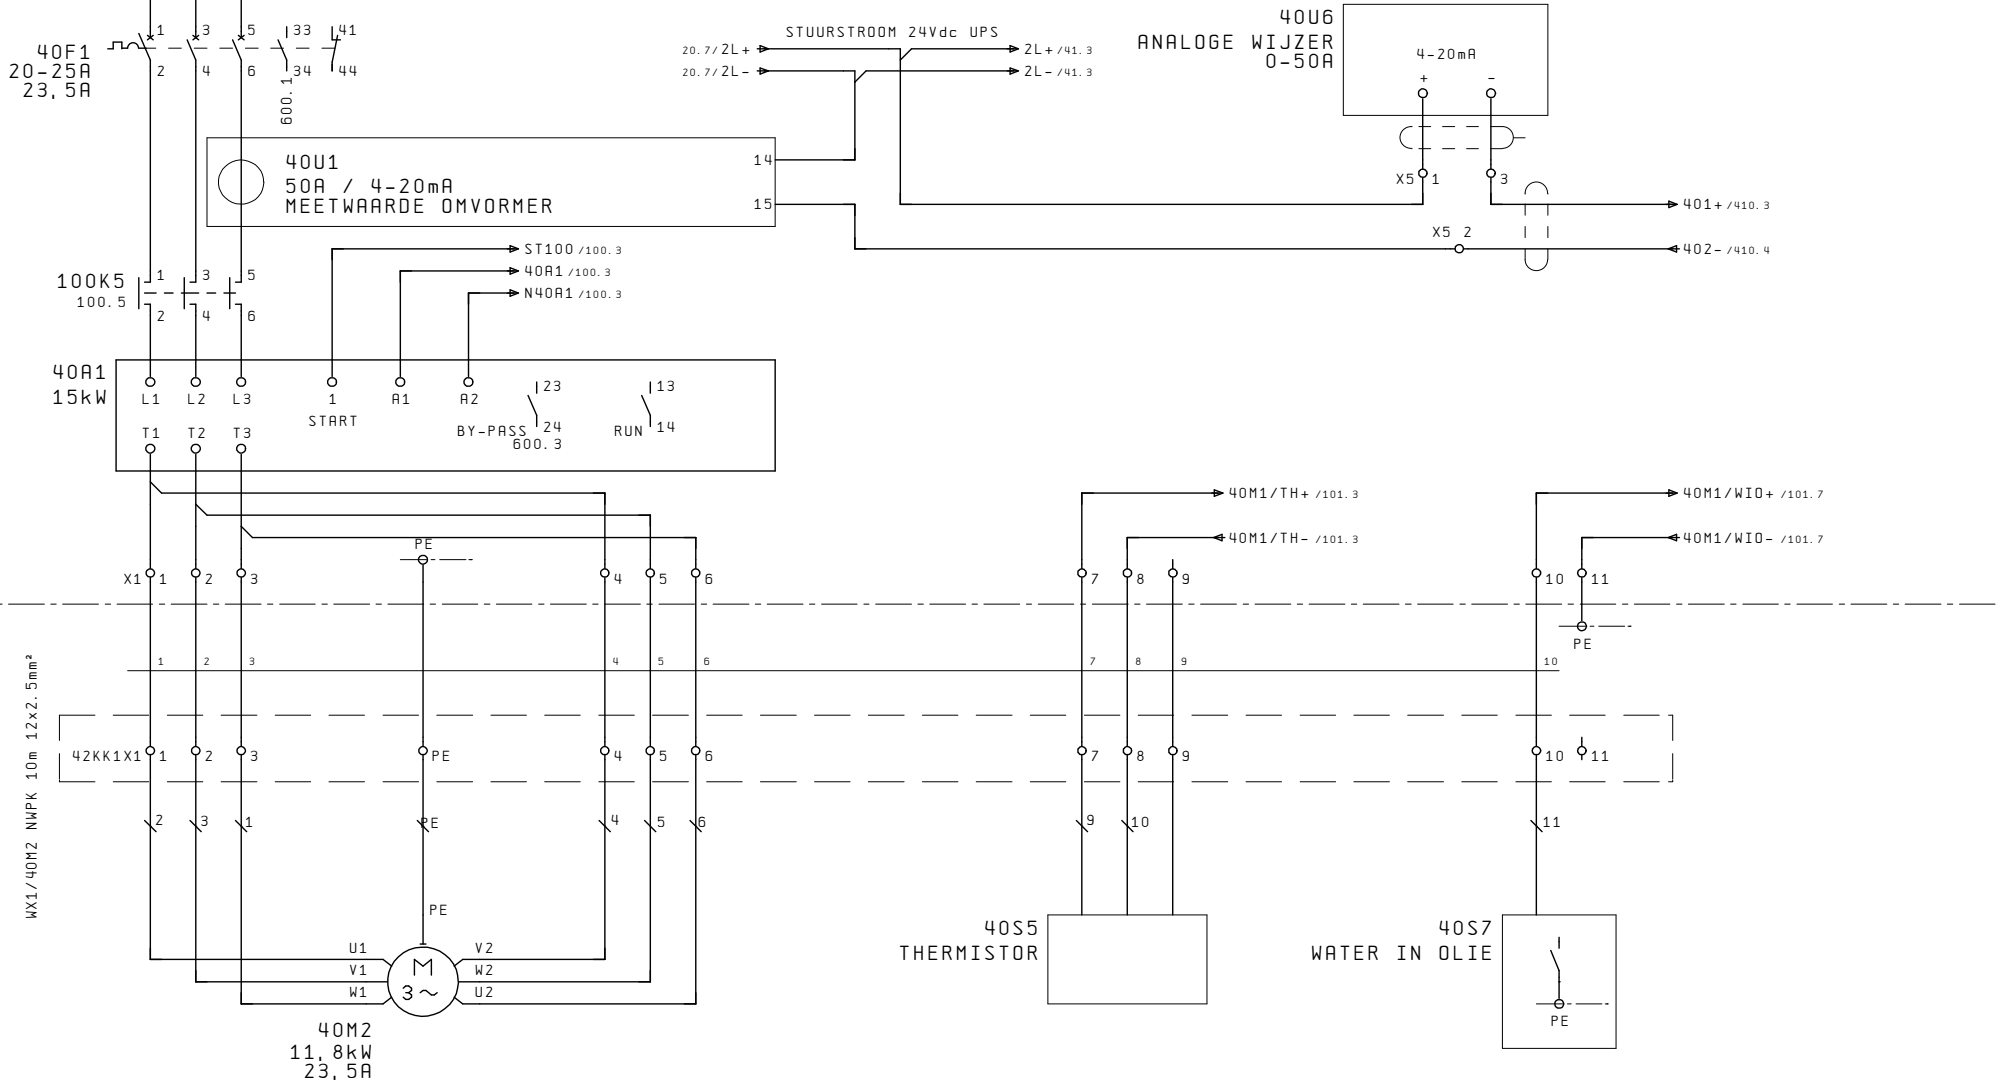 40F1
20-25A
23,5A
1 3 5 33 41
2 4 6 34 44
600.1
STUURSTROOM 24Vdc UPS
20.7/2L+ 2L+/41.3
20.7/2L- 2L-/41.3
40U6
ANALOGE WIJZER
0-50A
4-20mA
+ -
X5 1 3
401+/410.3
X5 2
402-/410.4
40U1
50A / 4-20mA
MEETWAARDE OMVORMER
14
15
ST100/100.3
40A1/100.3
N40A1/100.3
100K5
100.5
1 3 5
2 4 6
40A1
15kW
L1 L2 L3 1 A1 A2
START
T1 T2 T3
23
BY-PASS 24
600.3
13
RUN 14
PE
40M1/TH+/101.3
40M1/TH-/101.3
40M1/WIO+/101.7
40M1/WIO-/101.7
X1 1 2 3 4 5 6 7 8 9 10 11
PE
1 2 3 4 5 6 7 8 9 10
WX1/40M2 NWPK 10m 12x2.5mm²
42KK1X1 1 2 3 PE 4 5 6 7 8 9 10 11
2 3 1 PE 4 5 6 9 10 11
PE
U1 V2
V1 W2
W1 U2
M
3~
40M2
11,8kW
23,5A
40S5
THERMISTOR
40S7
WATER IN OLIE
PE